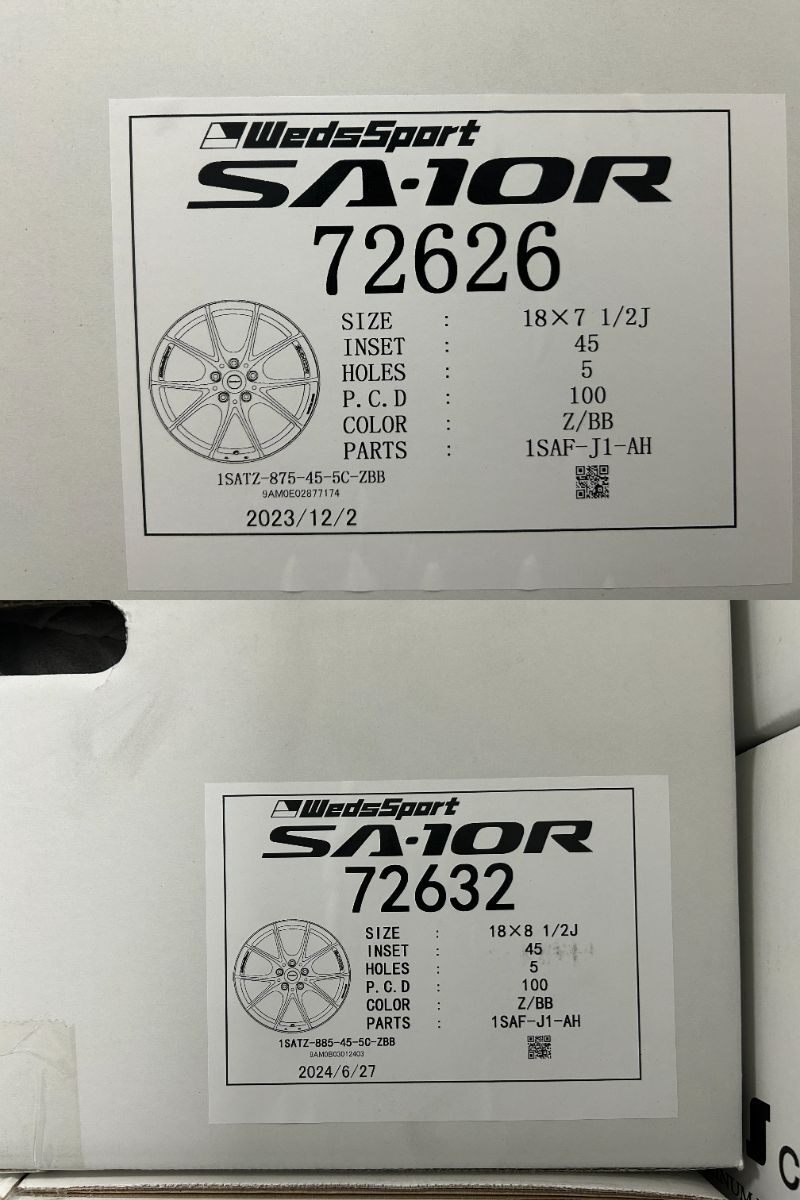 WedsSport
SA-10R
72626
SIZE : 18×7 1/2J
INSET : 45
HOLES : 5
P.C.D : 100
COLOR : Z/BB
PARTS : 1SAF-J1-AH
1SATZ-875-45-5C-ZBB
9AM0E02877174
2023/12/2
WedsSport
SA-10R
72632
SIZE : 18×8 1/2J
INSET : 45
HOLES : 5
P.C.D : 100
COLOR : Z/BB
PARTS : 1SAF-J1-AH
1SATZ-885-45-5C-ZBB
9AM0B03012403
2024/6/27